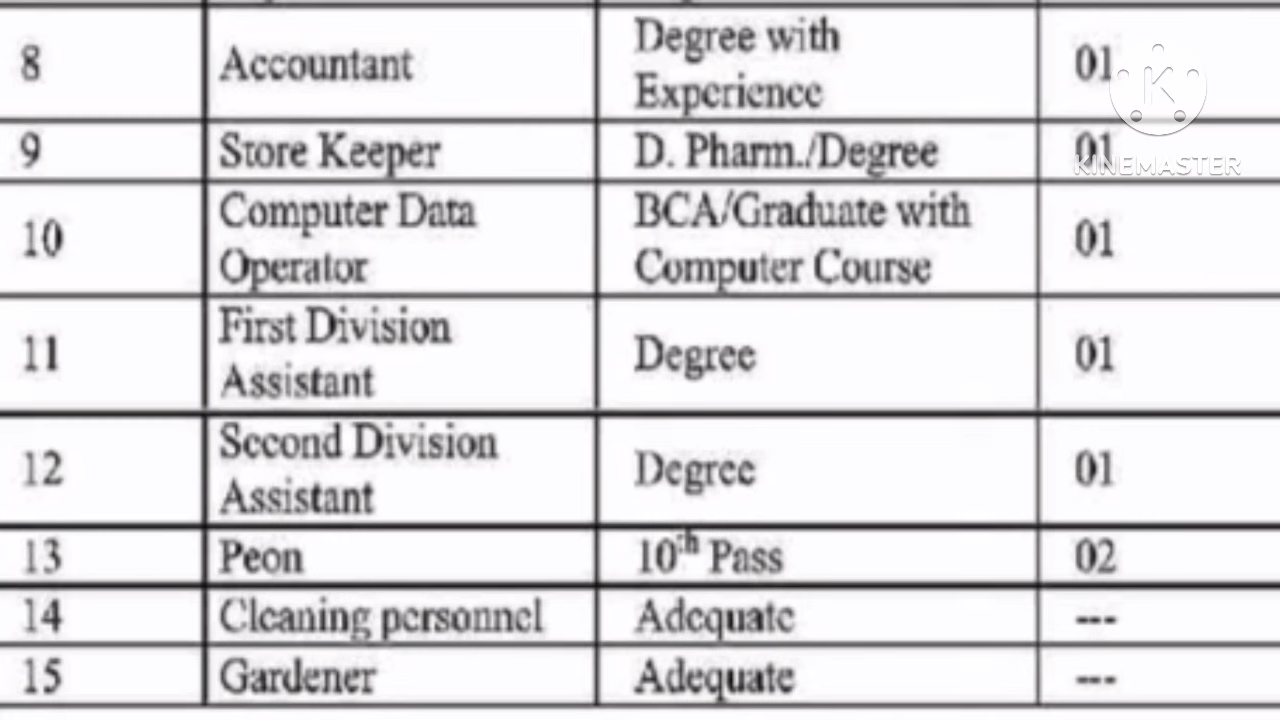 8 Accountant Degree with Experience 01
9 Store Keeper D. Pharm./Degree 01
10 Computer Data Operator BCA/Graduate with Computer Course 01
11 First Division Assistant Degree 01
12 Second Division Assistant Degree 01
13 Peon 10th Pass 02
14 Cleaning personnel Adequate ---
15 Gardener Adequate ---
K
KINEMASTER